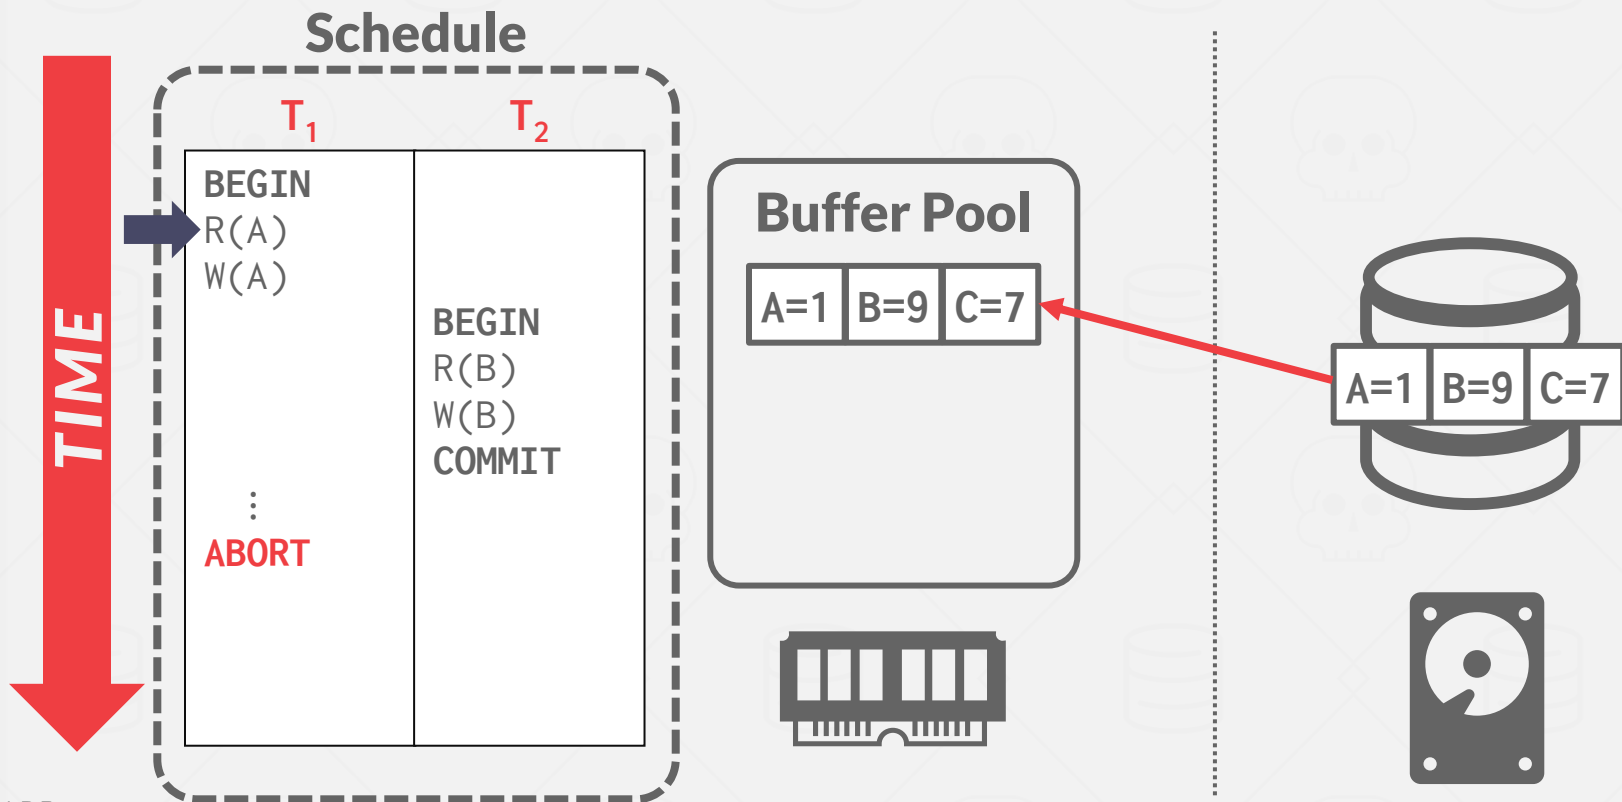 Schedule
TIME
T1
T2
BEGIN
R(A)
W(A)
BEGIN
R(B)
W(B)
COMMIT
⋮
ABORT
Buffer Pool
A=1 B=9 C=7
A=1 B=9 C=7